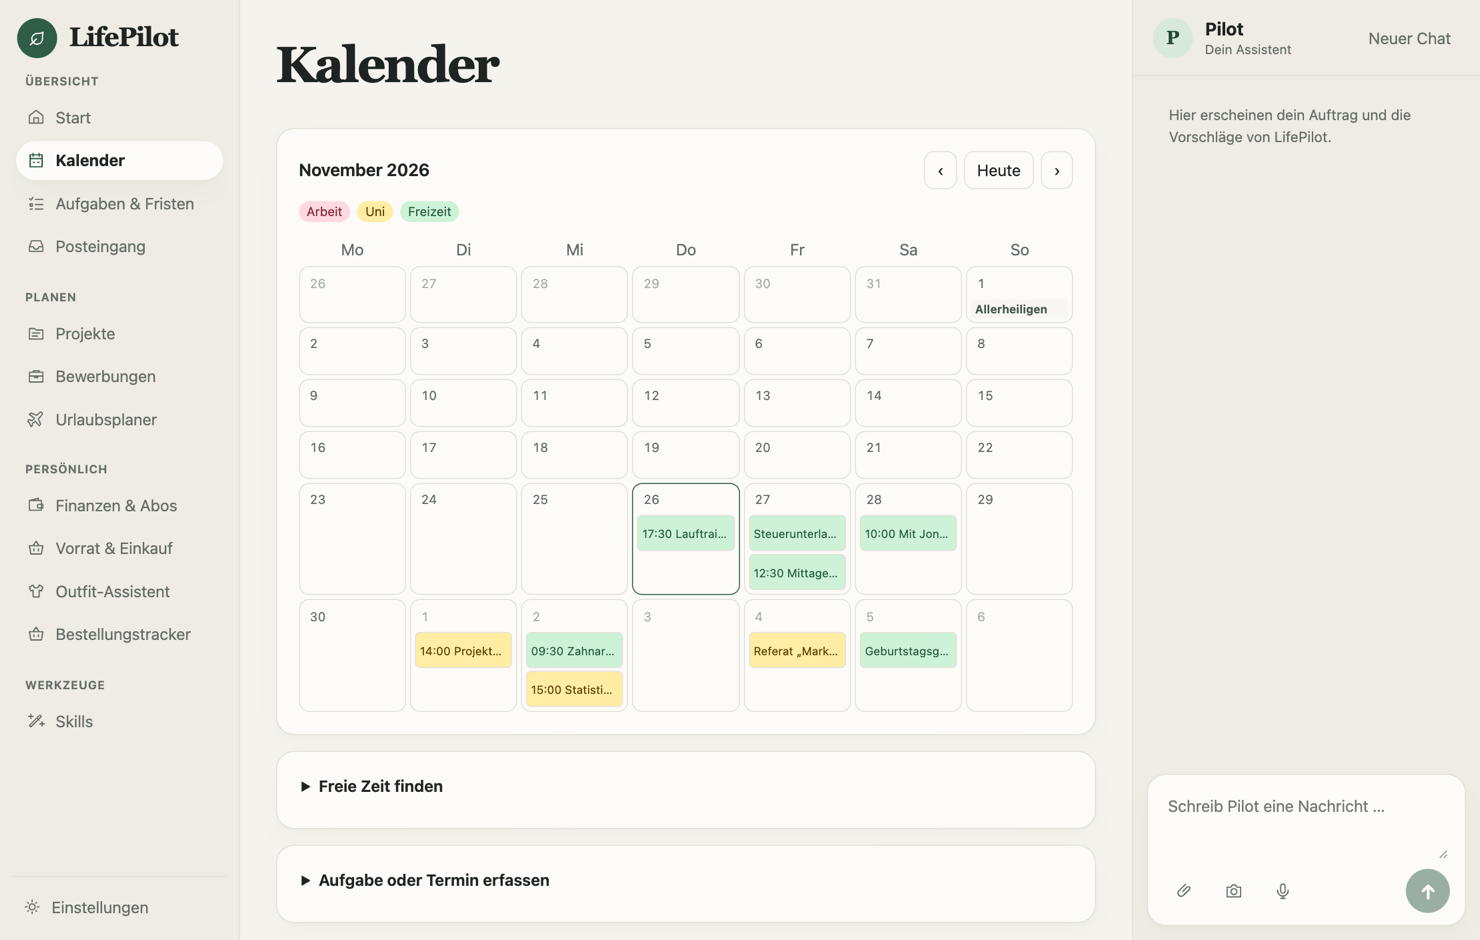 LifePilot
ÜBERSICHT
Start
Kalender
Aufgaben & Fristen
Posteingang
PLANEN
Projekte
Bewerbungen
Urlaubsplaner
PERSÖNLICH
Finanzen & Abos
Vorrat & Einkauf
Outfit-Assistent
Bestellungstracker
WERKZEUGE
Skills
Einstellungen
Kalender
November 2026
‹ Heute ›
Arbeit Uni Freizeit
Mo Di Mi Do Fr Sa So
26 27 28 29 30 31 1
Allerheiligen
2 3 4 5 6 7 8
9 10 11 12 13 14 15
16 17 18 19 20 21 22
23 24 25 26 27 28 29
17:30 Lauftrai... Steuerunterla... 10:00 Mit Jon...
12:30 Mittage...
30 1 2 3 4 5 6
14:00 Projekt... 09:30 Zahnar... Referat „Mark... Geburtstagsg...
15:00 Statisti...
Freie Zeit finden
Aufgabe oder Termin erfassen
P
Pilot
Dein Assistent
Neuer Chat
Hier erscheinen dein Auftrag und die
Vorschläge von LifePilot.
Schreib Pilot eine Nachricht ...